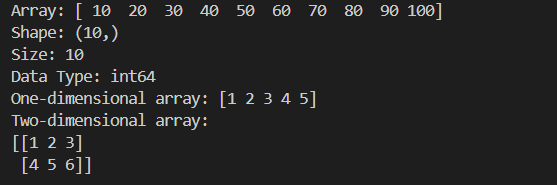 Array: [ 10  20  30  40  50  60  70  80  90 100]
Shape: (10,)
Size: 10
Data Type: int64
One-dimensional array: [1 2 3 4 5]
Two-dimensional array:
[[1 2 3]
 [4 5 6]]